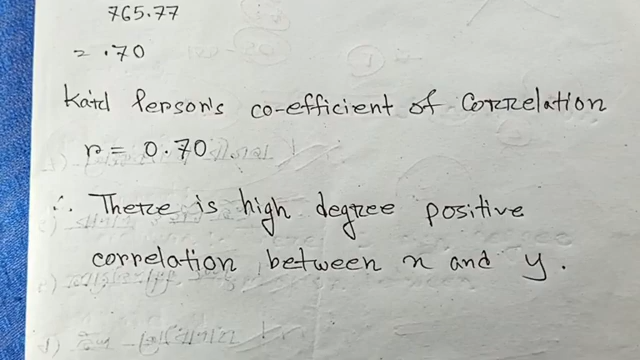 765.77
= .70
Karl Person's co-efficient of Correlation
r = 0.70
∴ There is high degree positive
correlation between x and y.